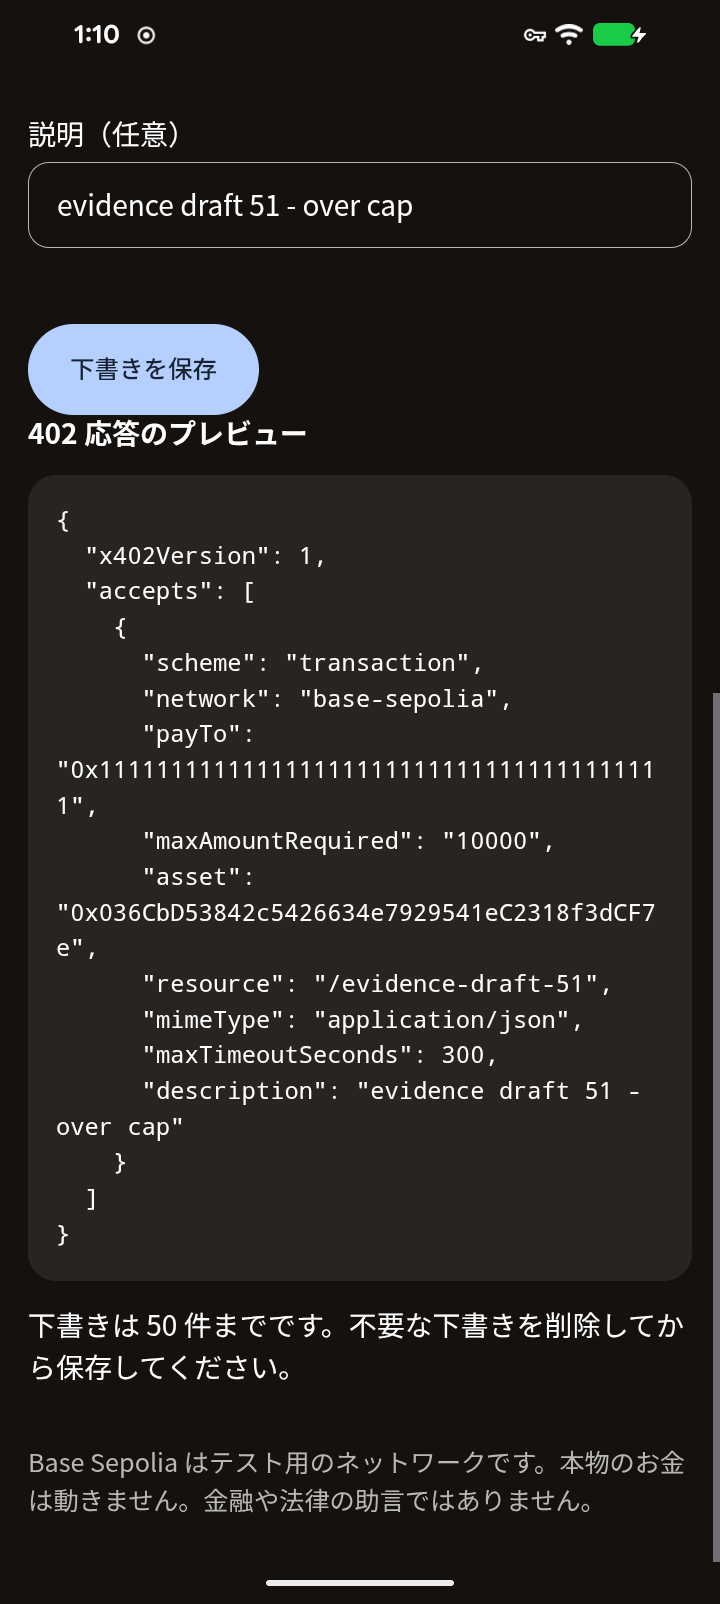 1:10
説明（任意）
evidence draft 51 - over cap
下書きを保存
402 応答のプレビュー
{
  "x402Version": 1,
  "accepts": [
    {
      "scheme": "transaction",
      "network": "base-sepolia",
      "payTo":
"0x111111111111111111111111111111111111111
1",
      "maxAmountRequired": "10000",
      "asset":
"0x036CbD53842c5426634e7929541eC2318f3dCF7
e",
      "resource": "/evidence-draft-51",
      "mimeType": "application/json",
      "maxTimeoutSeconds": 300,
      "description": "evidence draft 51 -
over cap"
    }
  ]
}
下書きは 50 件までです。不要な下書きを削除してか
ら保存してください。
Base Sepolia はテスト用のネットワークです。本物のお金
は動きません。金融や法律の助言ではありません。